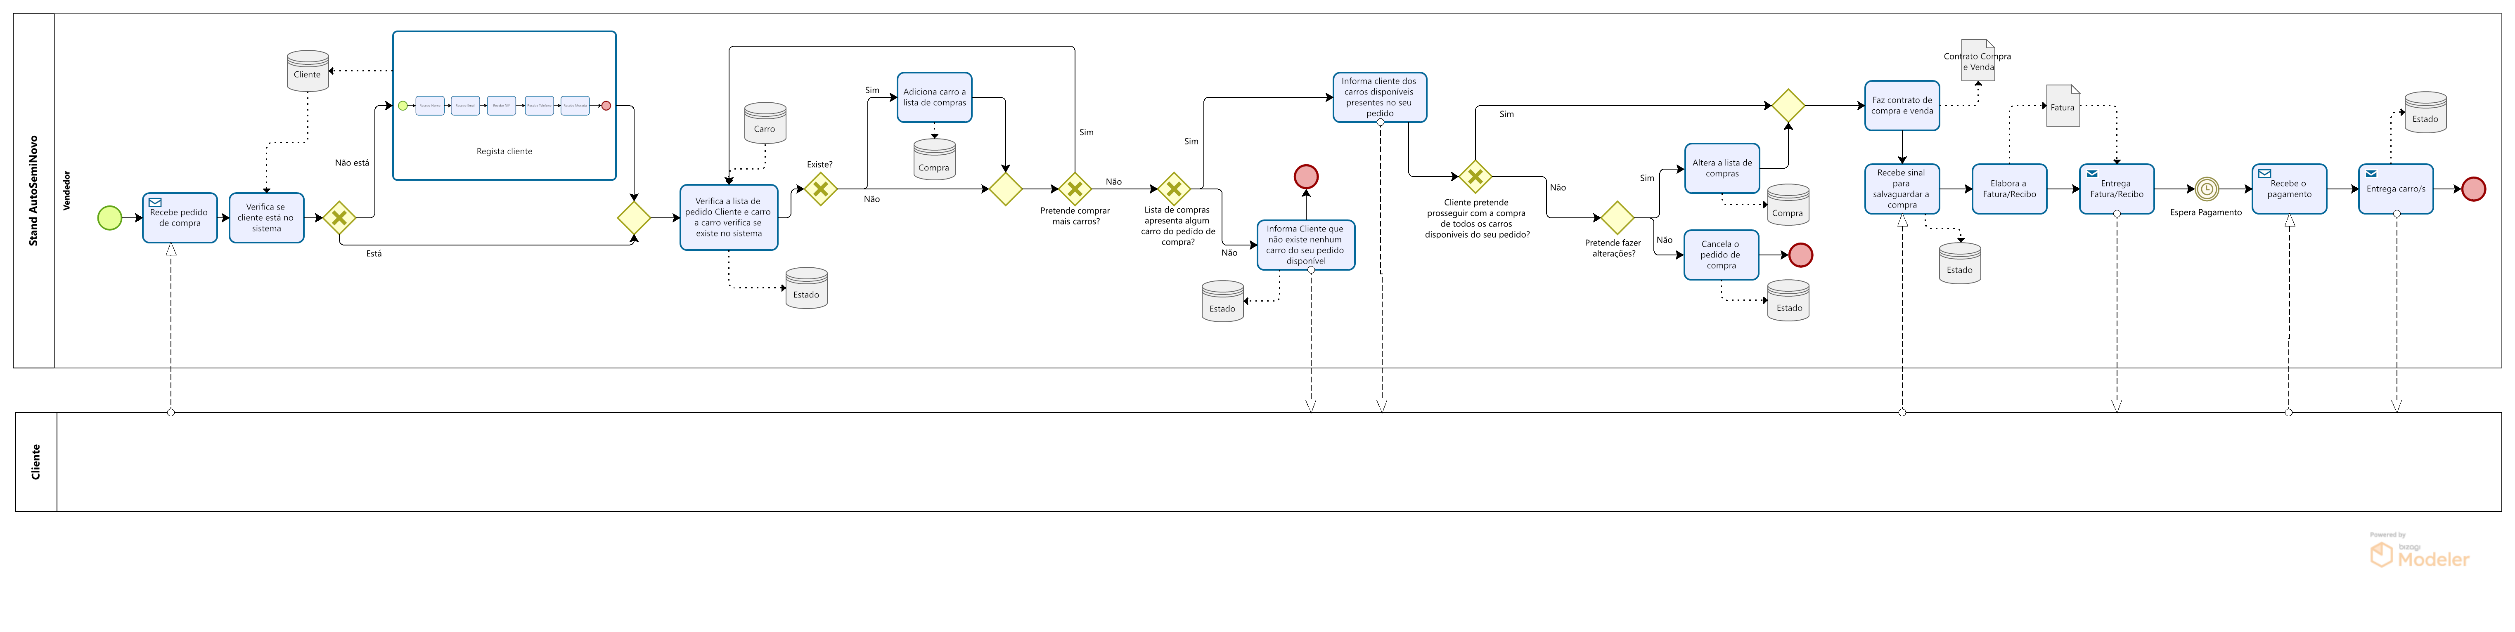 Stand AutoSemiNovo
Vendedor
Recebe pedido
de compra
Verifica se
cliente está no
sistema
Cliente
Não está
Está
Regista cliente
Verifica a lista de
pedido Cliente e carro
a carro verifica se
existe no sistema
Carro
Estado
Existe?
Sim
Não
Adiciona carro a
lista de compras
Compra
Pretende comprar
mais carros?
Sim
Não
Lista de compras
apresenta algum
carro do pedido de
compra?
Sim
Não
Informa Cliente que
não existe nenhum
carro do seu pedido
disponível
Estado
Informa cliente dos
carros disponiveis
presentes no seu
pedido
Cliente pretende
prosseguir com a compra
de todos os carros
disponiveis do seu pedido?
Sim
Não
Pretende fazer
alterações?
Sim
Não
Altera a lista de
compras
Compra
Cancela o
pedido de
compra
Estado
Faz contrato de
compra e venda
Contrato Compra
e Venda
Recebe sinal
para
salvaguardar a
compra
Estado
Elabora a
Fatura/Recibo
Fatura
Entrega
Fatura/Recibo
Espera Pagamento
Recebe o
pagamento
Entrega carro/s
Estado
Cliente
Powered by
bizagi
Modeler